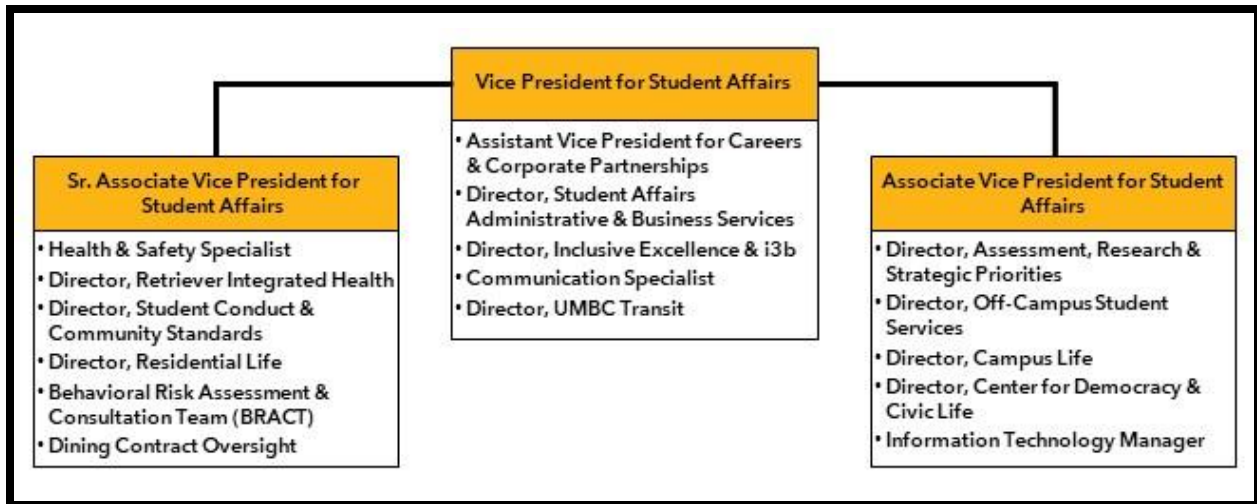 Vice President for Student Affairs
• Assistant Vice President for Careers
& Corporate Partnerships
• Director, Student Affairs
Administrative & Business Services
• Director, Inclusive Excellence & i3b
• Communication Specialist
• Director, UMBC Transit
Sr. Associate Vice President for
Student Affairs
• Health & Safety Specialist
• Director, Retriever Integrated Health
• Director, Student Conduct &
Community Standards
• Director, Residential Life
• Behavioral Risk Assessment &
Consultation Team (BRACT)
• Dining Contract Oversight
Associate Vice President for Student
Affairs
• Director, Assessment, Research &
Strategic Priorities
• Director, Off-Campus Student
Services
• Director, Campus Life
• Director, Center for Democracy &
Civic Life
• Information Technology Manager